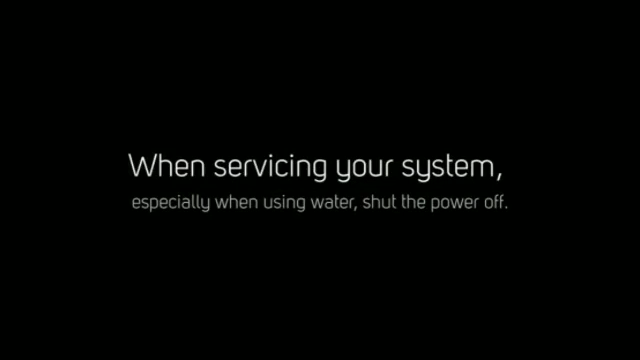 When servicing your system,
especially when using water, shut the power off.